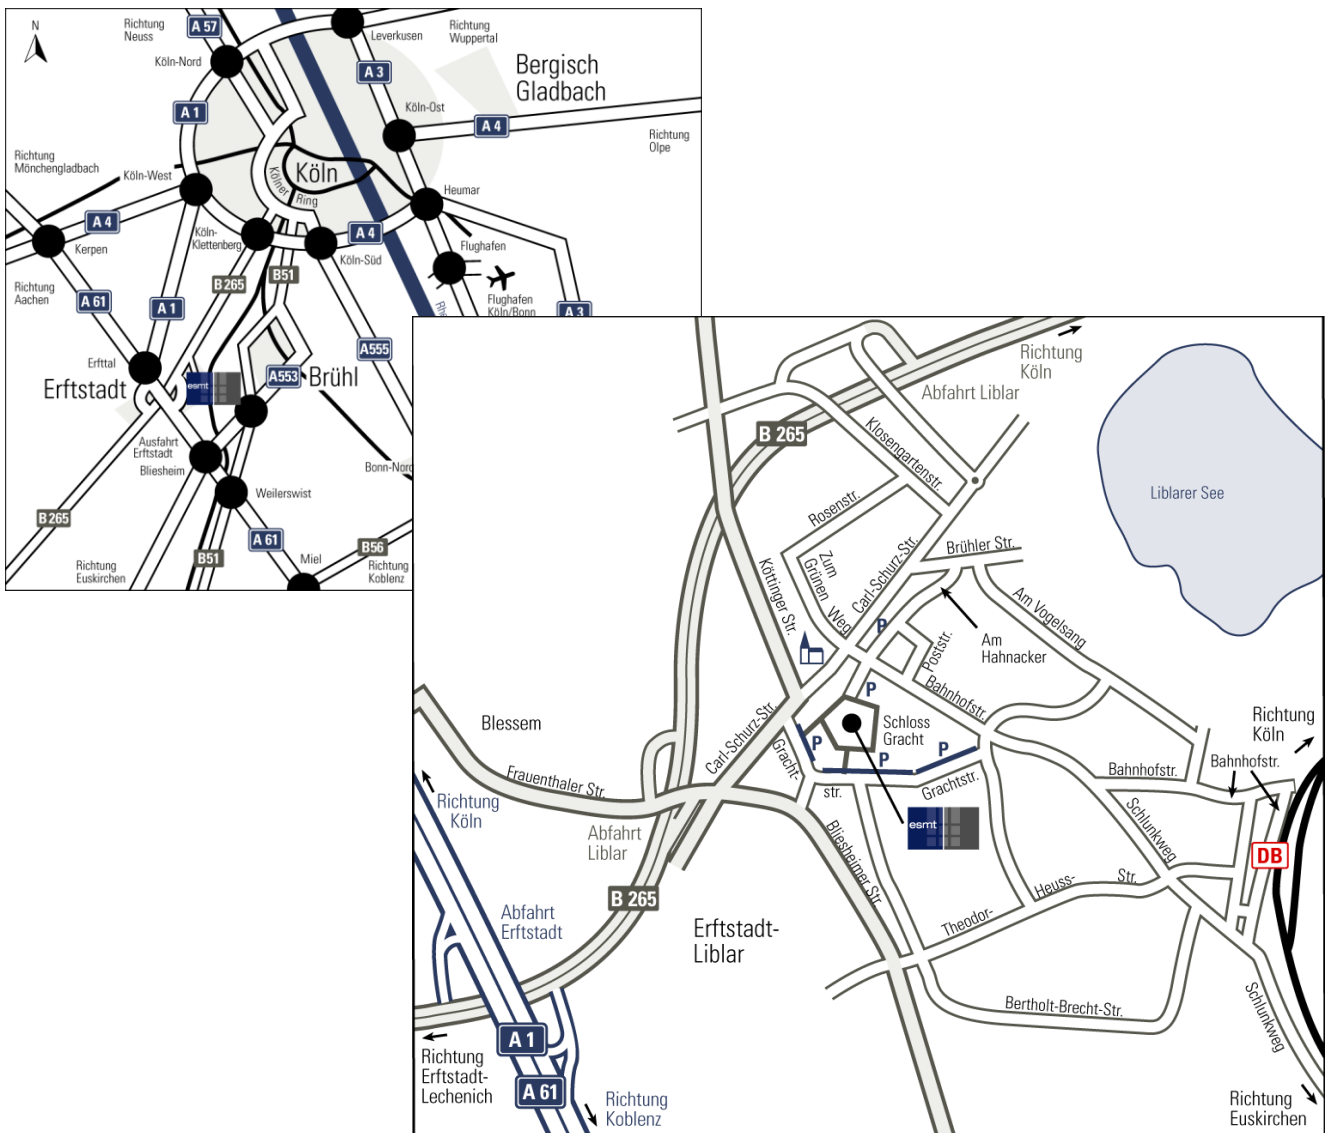 N
Richtung
Neuss
A 57
Leverkusen
Richtung
Wuppertal
Köln-Nord
A 3
Bergisch
Gladbach
A 1
Köln-Ost
A 4
Richtung
Olpe
Richtung
Mönchengladbach
Köln-West
Köln
Kölner
Ring
Heumar
A 4
Kerpen
Köln-
Klettenberg
A 4
Köln-Süd
Flughafen
Richtung
Aachen
A 61
A 1
B 265
B51
Flughafen
Köln/Bonn
A 3
Erfttal
A555
Erftstadt
esmt
A553
Brühl
Ausfahrt
Erftstadt
Bliesheim
Bonn-Nord
Weilerswist
B 265
A 61
B51
B56
Miel
Richtung
Euskirchen
Richtung
Koblenz
Richtung
Köln
Abfahrt Liblar
B 265
Klosengartenstr.
Liblarer See
Rosenstr.
Zum
Grünen
Weg
Carl-Schurz-Str.
Brühler Str.
Köttinger Str.
Am Vogelsang
P
Am
Hahnacker
Poststr.
Bahnhofstr.
P
Blessem
Carl-Schurz-Str.
Schloss
Gracht
Richtung
Köln
Gracht-
str.
P
P
P
Grachtstr.
Bahnhofstr.
Bahnhofstr.
Frauenthaler Str.
Richtung
Köln
Abfahrt
Liblar
esmt
Schlunkweg
Bliesheimer Str
DB
B 265
Theodor-
Heuss-
Str.
Abfahrt
Erftstadt
Erftstadt-
Liblar
Bertholt-Brecht-Str.
Schlunkweg
A 1
Richtung
Erftstadt-
Lechenich
A 61
Richtung
Koblenz
Richtung
Euskirchen